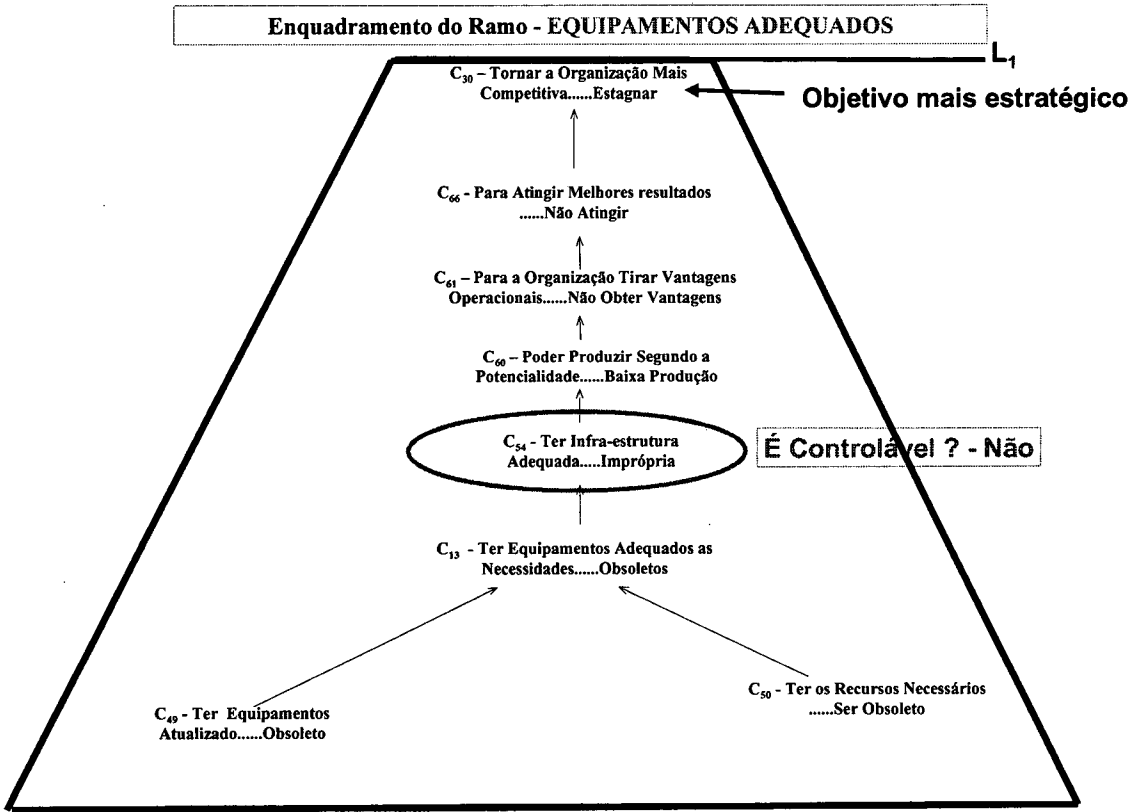 Enquadramento do Ramo - EQUIPAMENTOS ADEQUADOS
L1
C30 – Tornar a Organização Mais
Competitiva......Estagnar
Objetivo mais estratégico
C66 - Para Atingir Melhores resultados
......Não Atingir
C61 – Para a Organização Tirar Vantagens
Operacionais......Não Obter Vantagens
C60 – Poder Produzir Segundo a
Potencialidade......Baixa Produção
C54 - Ter Infra-estrutura
Adequada.....Imprópria
É Controlável ? - Não
C13 - Ter Equipamentos Adequados as
Necessidades......Obsoletos
C50 - Ter os Recursos Necessários
......Ser Obsoleto
C49 - Ter Equipamentos
Atualizado......Obsoleto